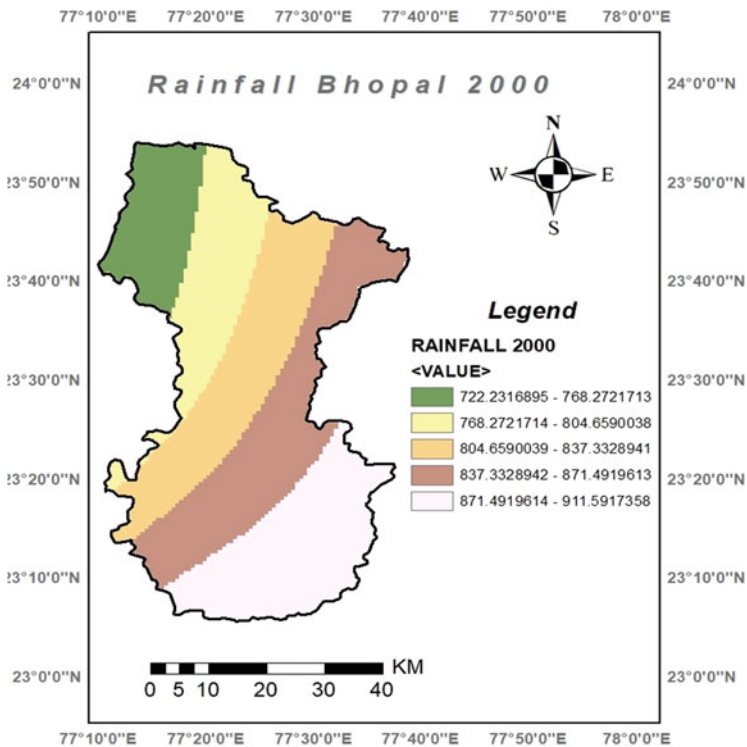 77°10'0"E 77°20'0"E 77°30'0"E 77°40'0"E 77°50'0"E 78°0'0"E
24°0'0"N 24°0'0"N
Rainfall Bhopal 2000
N
W E
S
23°50'0"N 23°50'0"N
23°40'0"N 23°40'0"N
Legend
RAINFALL 2000
<VALUE>
23°30'0"N 23°30'0"N
722.2316895 - 768.2721713
768.2721714 - 804.6590038
804.6590039 - 837.3328941
837.3328942 - 871.4919613
871.4919614 - 911.5917358
23°20'0"N 23°20'0"N
23°10'0"N 23°10'0"N
23°0'0"N 23°0'0"N
KM
0 5 10 20 30 40
77°10'0"E 77°20'0"E 77°30'0"E 77°40'0"E 77°50'0"E 78°0'0"E